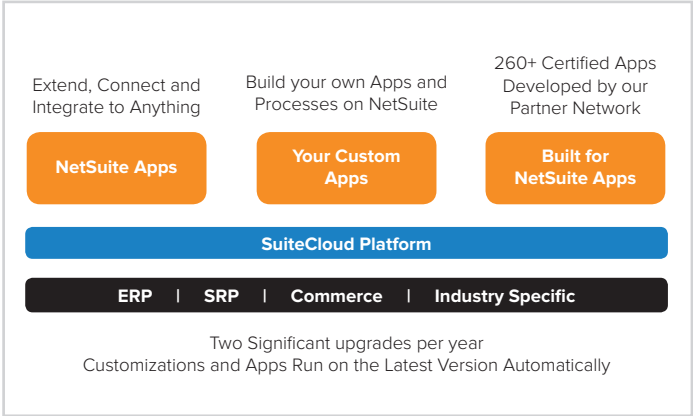 Extend, Connect and
Integrate to Anything
Build your own Apps and
Processes on NetSuite
260+ Certified Apps
Developed by our
Partner Network
NetSuite Apps
Your Custom
Apps
Built for
NetSuite Apps
SuiteCloud Platform
ERP | SRP | Commerce | Industry Specific
Two Significant upgrades per year
Customizations and Apps Run on the Latest Version Automatically